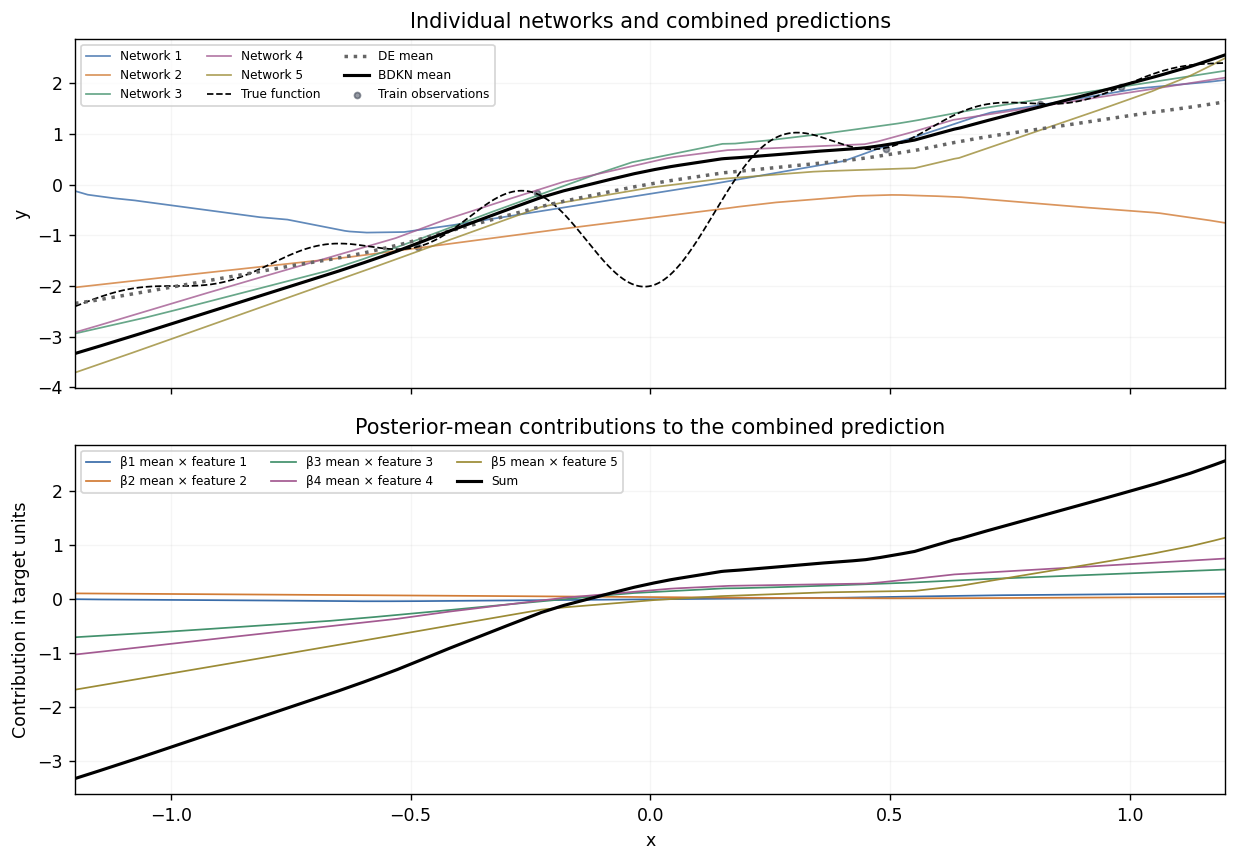 Individual networks and combined predictions
Network 1
Network 2
Network 3
Network 4
Network 5
True function
DE mean
BDKN mean
Train observations
y
2
1
0
−1
−2
−3
−4
Posterior-mean contributions to the combined prediction
β1 mean × feature 1
β2 mean × feature 2
β3 mean × feature 3
β4 mean × feature 4
β5 mean × feature 5
Sum
Contribution in target units
2
1
0
−1
−2
−3
−1.0
−0.5
0.0
0.5
1.0
x